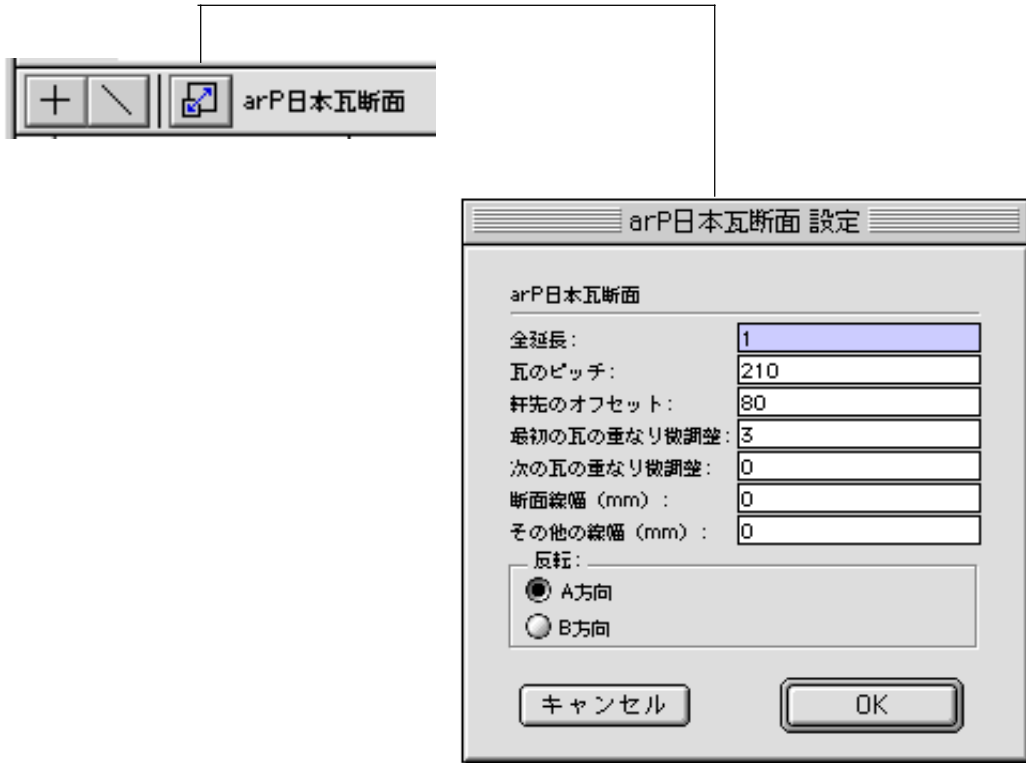 arP日本瓦断面
arP日本瓦断面 設定
arP日本瓦断面
全延長： 1
瓦のピッチ： 210
軒先のオフセット： 80
最初の瓦の重なり微調整： 3
次の瓦の重なり微調整： 0
断面線幅（mm）： 0
その他の線幅（mm）： 0
反転：
A方向
B方向
キャンセル OK